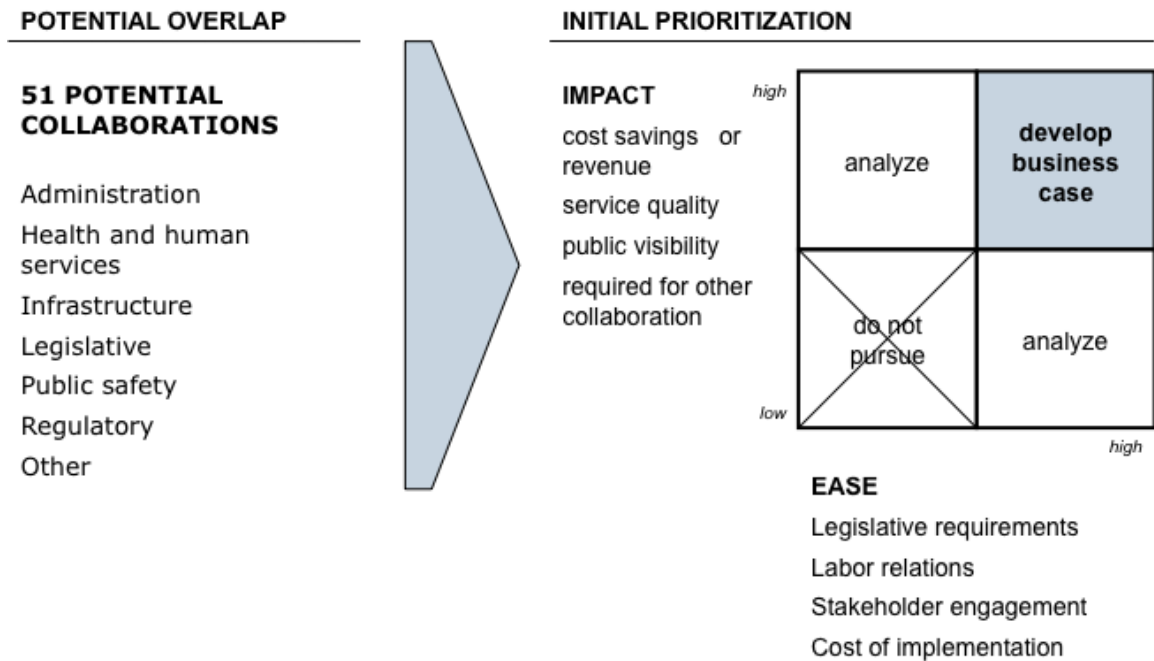 POTENTIAL OVERLAP
51 POTENTIAL
COLLABORATIONS
Administration
Health and human
services
Infrastructure
Legislative
Public safety
Regulatory
Other
INITIAL PRIORITIZATION
IMPACT
cost savings or
revenue
service quality
public visibility
required for other
collaboration
high
low
analyze
develop
business
case
do not
pursue
analyze
high
EASE
Legislative requirements
Labor relations
Stakeholder engagement
Cost of implementation